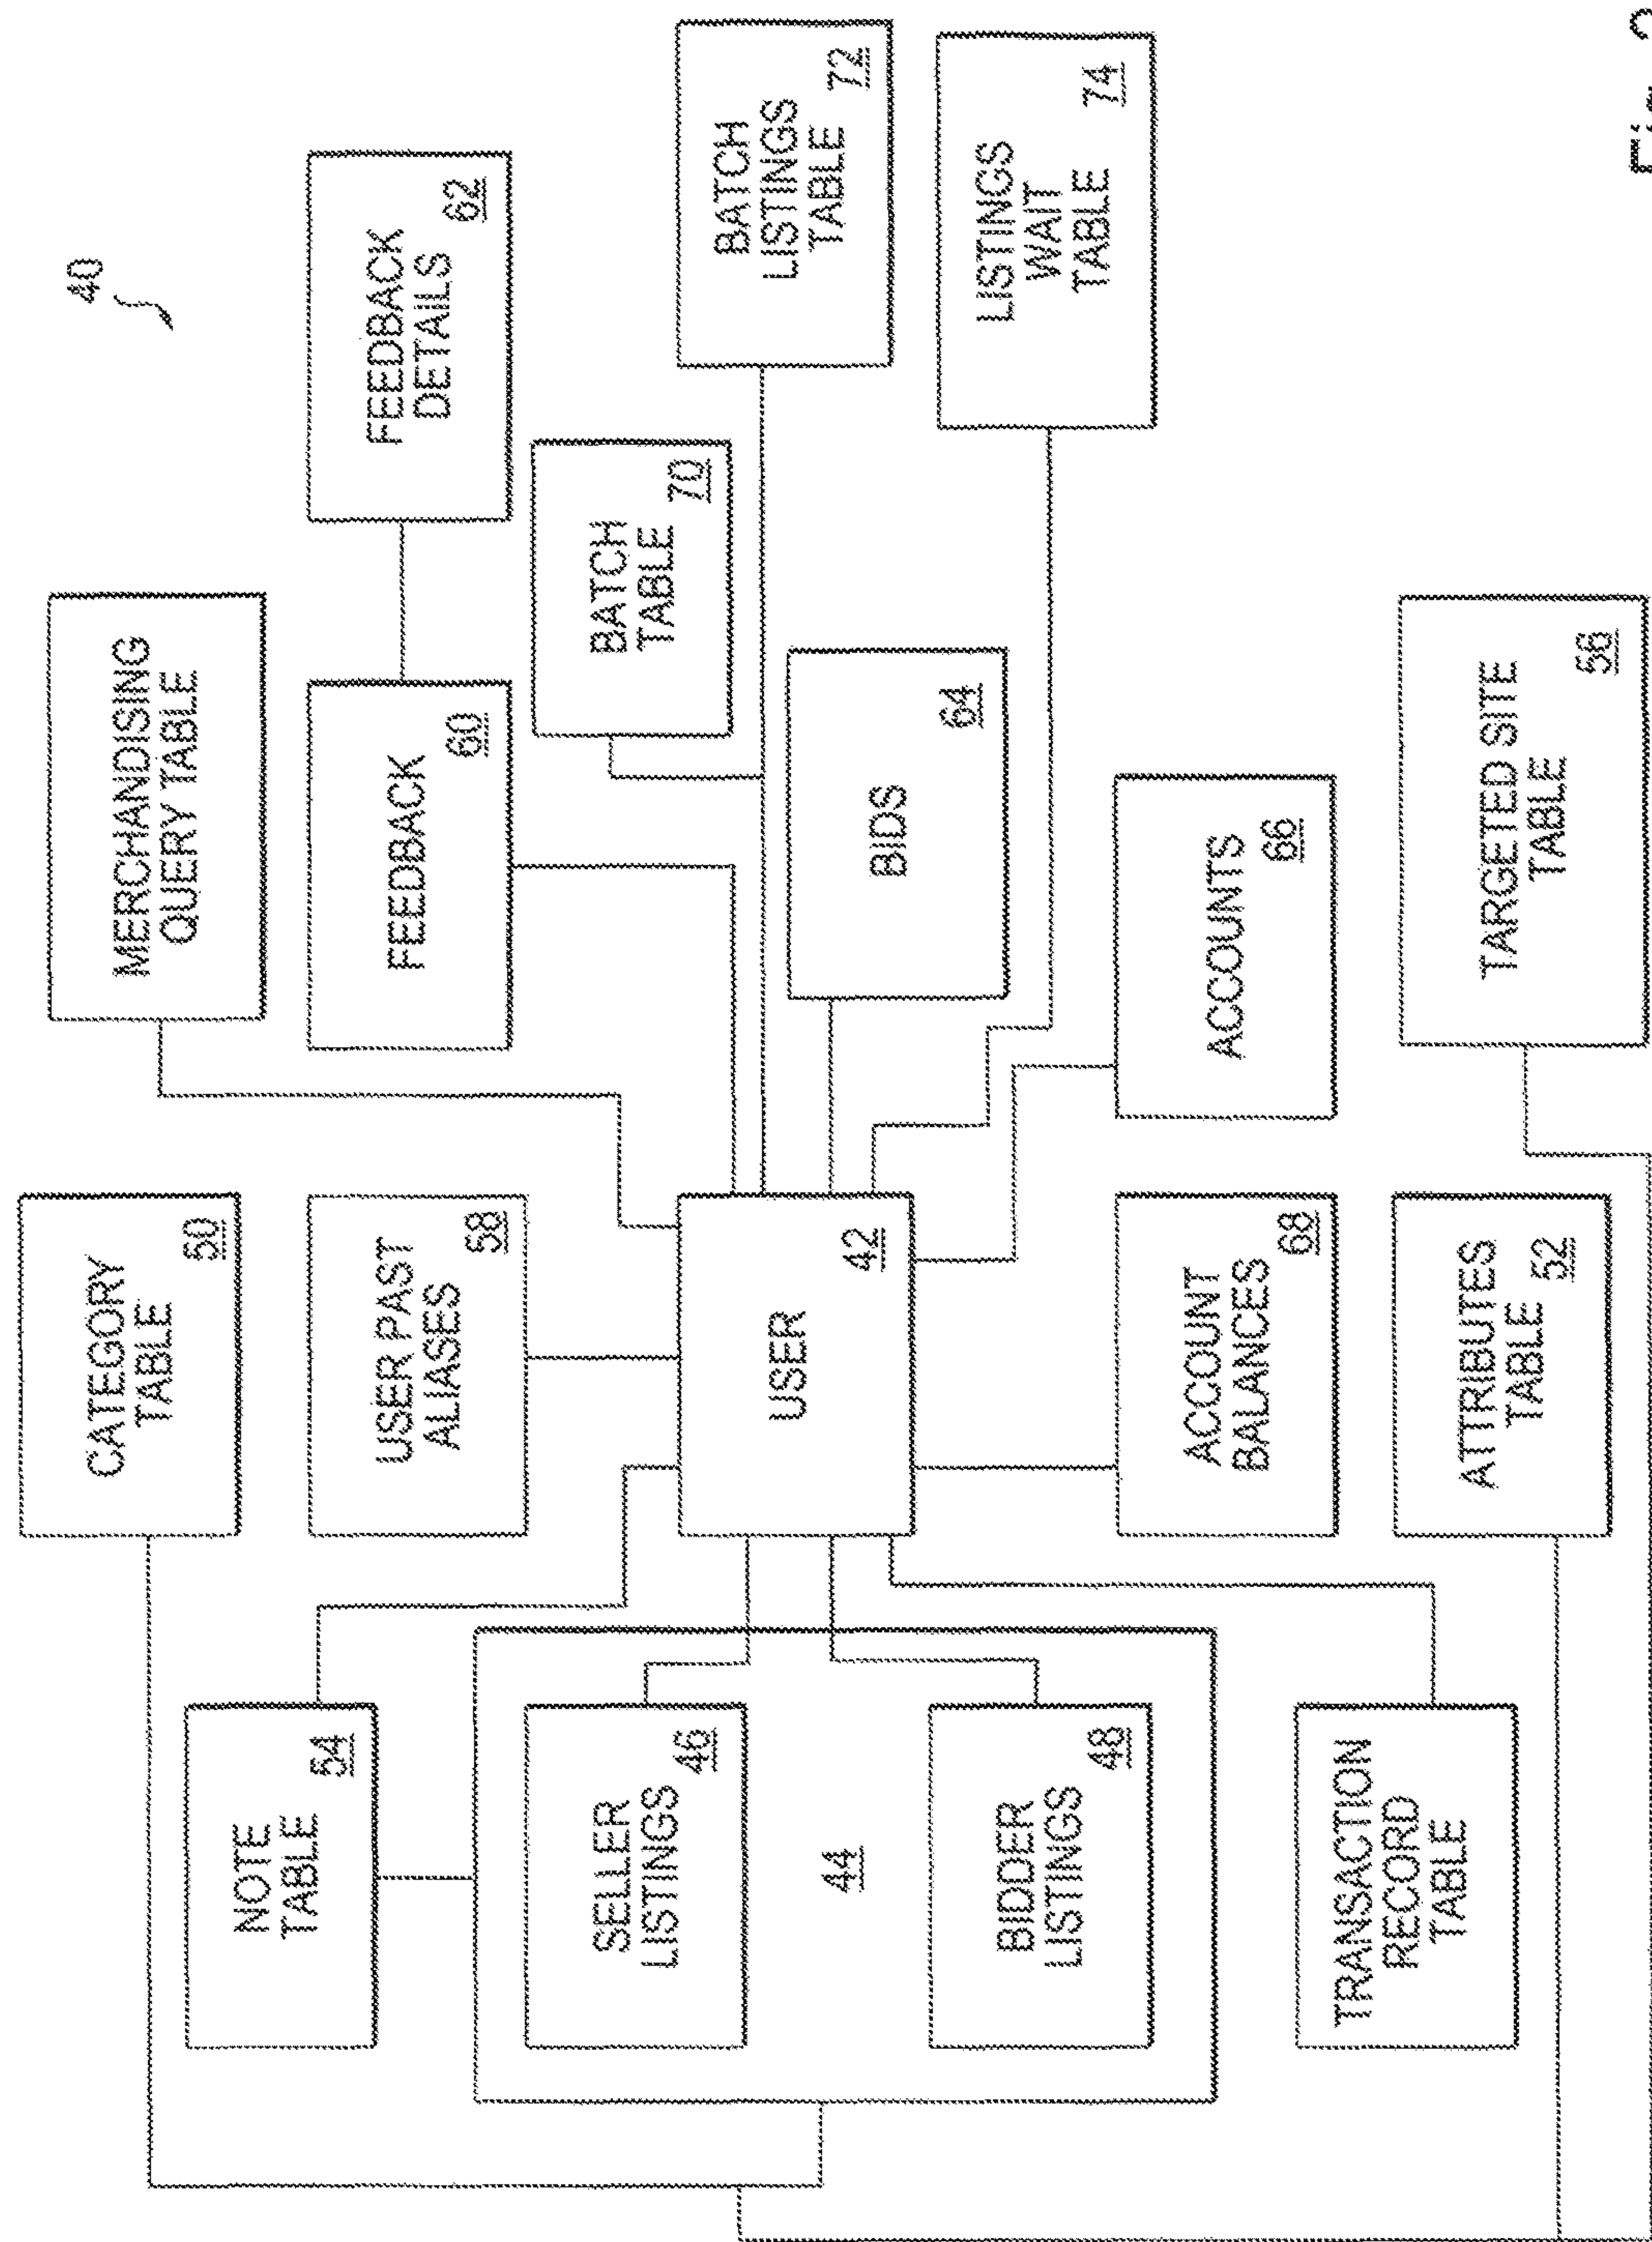 40
CATEGORY
TABLE
50
MERCHANDISING
QUERY TABLE
NOTE
TABLE
54
USER PAST
ALIASES
58
FEEDBACK
60
FEEDBACK
DETAILS
62
BATCH
TABLE
70
SELLER
LISTINGS
46
44
BIDDER
LISTINGS
48
USER
42
BIDS
64
BATCH
LISTINGS
TABLE
72
LISTINGS
WAIT
TABLE
74
TRANSACTION
RECORD
TABLE
ACCOUNT
BALANCES
68
ACCOUNTS
66
ATTRIBUTES
TABLE
52
TARGETED SITE
TABLE
56